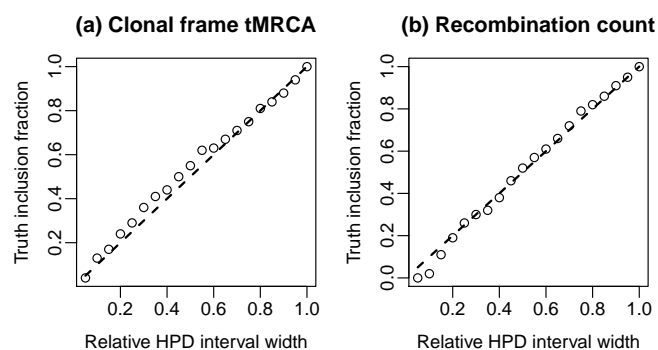 (a) Clonal frame tMRCA
Truth inclusion fraction
1.0
0.8
0.6
0.4
0.2
0.2 0.4 0.6 0.8 1.0
Relative HPD interval width
(b) Recombination count
Truth inclusion fraction
1.0
0.8
0.6
0.4
0.2
0.0
0.2 0.4 0.6 0.8 1.0
Relative HPD interval width